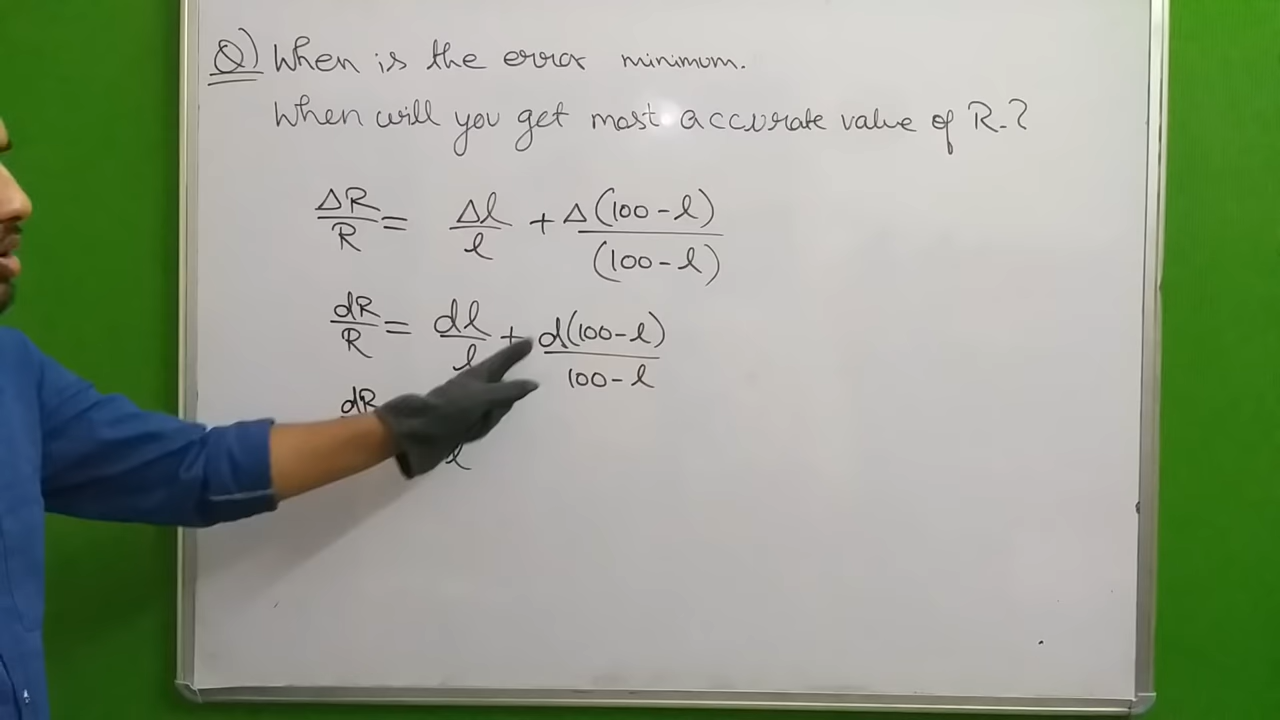 Q) When is the error minimum.
When will you get most accurate value of R.?
ΔR/R = Δl/l + Δ(100-l)/(100-l)
dR/R = dl/l + d(100-l)/100-l
dR
l